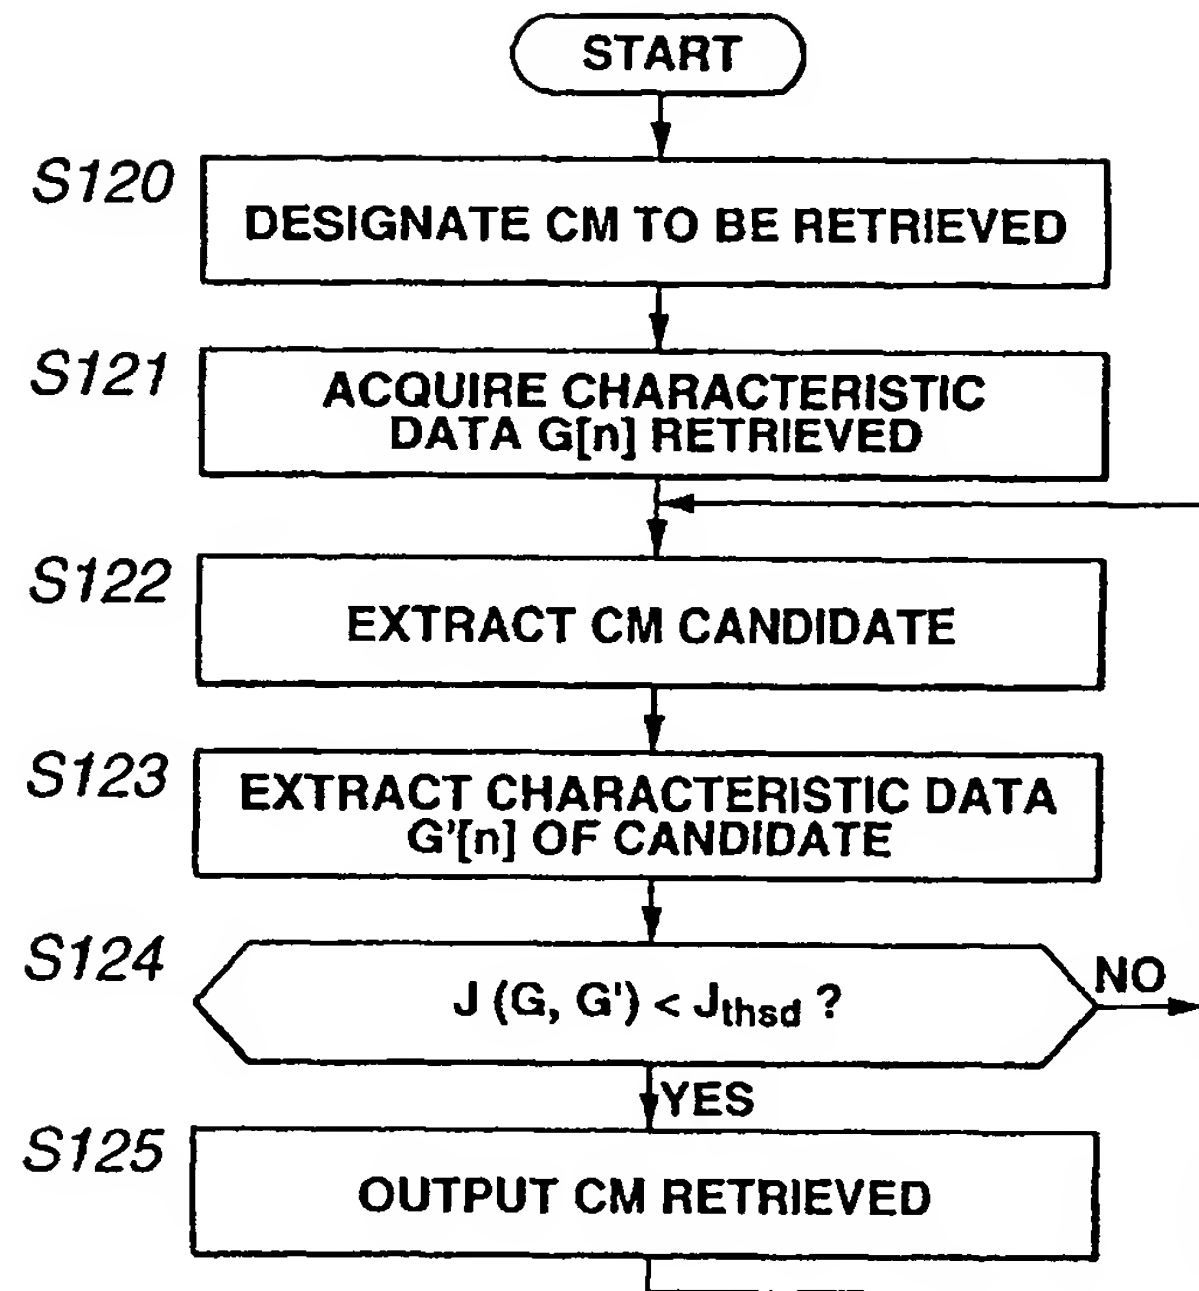 START
S120
DESIGNATE CM TO BE RETRIEVED
S121
ACQUIRE CHARACTERISTIC
DATA G[n] RETRIEVED
S122
EXTRACT CM CANDIDATE
S123
EXTRACT CHARACTERISTIC DATA
G'[n] OF CANDIDATE
S124
J (G, G') < Jthsd ?
NO
YES
S125
OUTPUT CM RETRIEVED